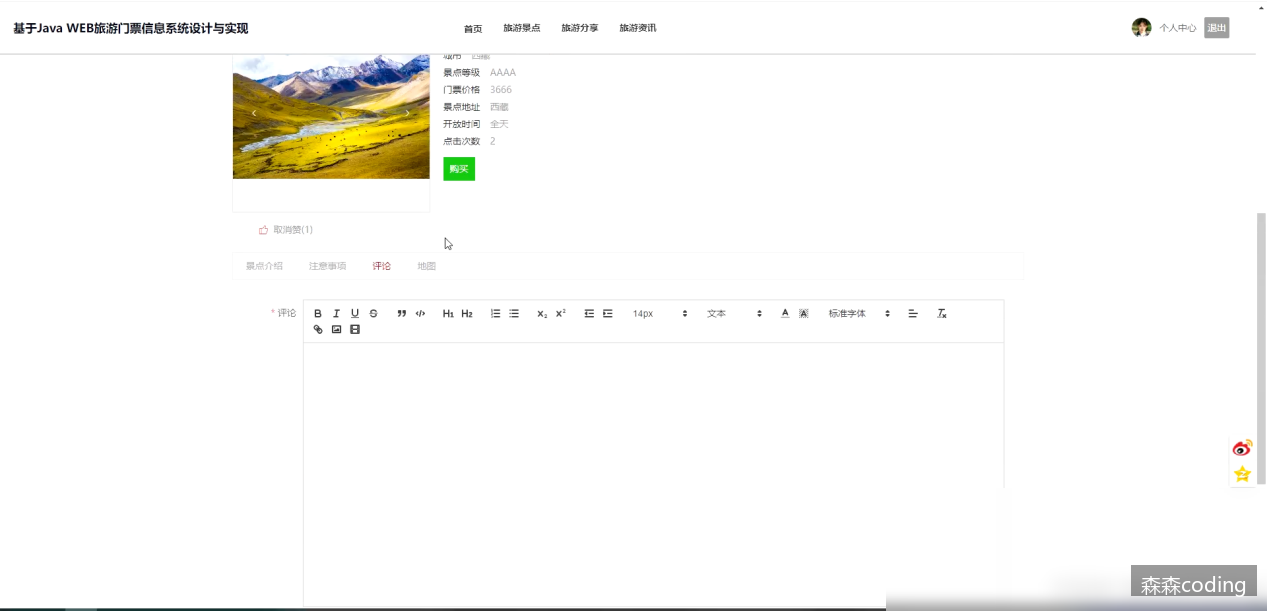 基于Java WEB旅游门票信息系统设计与实现
首页 旅游景点 旅游分享 旅游资讯
个人中心 退出
城市 西藏
景点等级 AAAA
门票价格 3666
景点地址 西藏
开放时间 全天
点击次数 2
购买
取消赞(1)
景点介绍 注意事项 评论 地图
* 评论
B I U S H1 H2 X₂ X² 14px 文本 A A 标准字体 Tx
森森coding